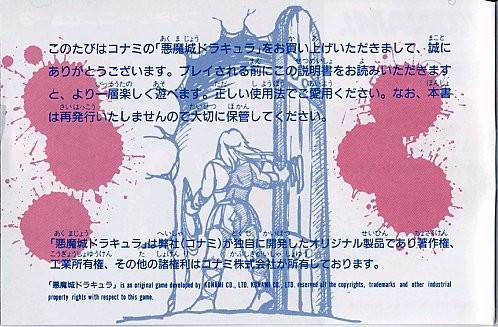 このたびはコナミの「悪魔城ドラキュラ」をお買い上げいただきまして、誠に
ありがとうございます。プレイされる前にこの説明書をお読みいただきます
と、より一層楽しく遊べます。正しい使用法でご愛用ください。なお、本書
は再発行いたしませんので大切に保管してください。
「悪魔城ドラキュラ」は弊社(コナミ)が独自に開発したオリジナル製品であり著作権、
工業所有権、その他の諸権利はコナミ株式会社が所有しております。
「悪魔城ドラキュラ」 is an original game developed by KONAMI CO., LTD. KONAMI CO., LTD. reserved all the copyrights, trademarks and other industrial
property rights with respect to this game.